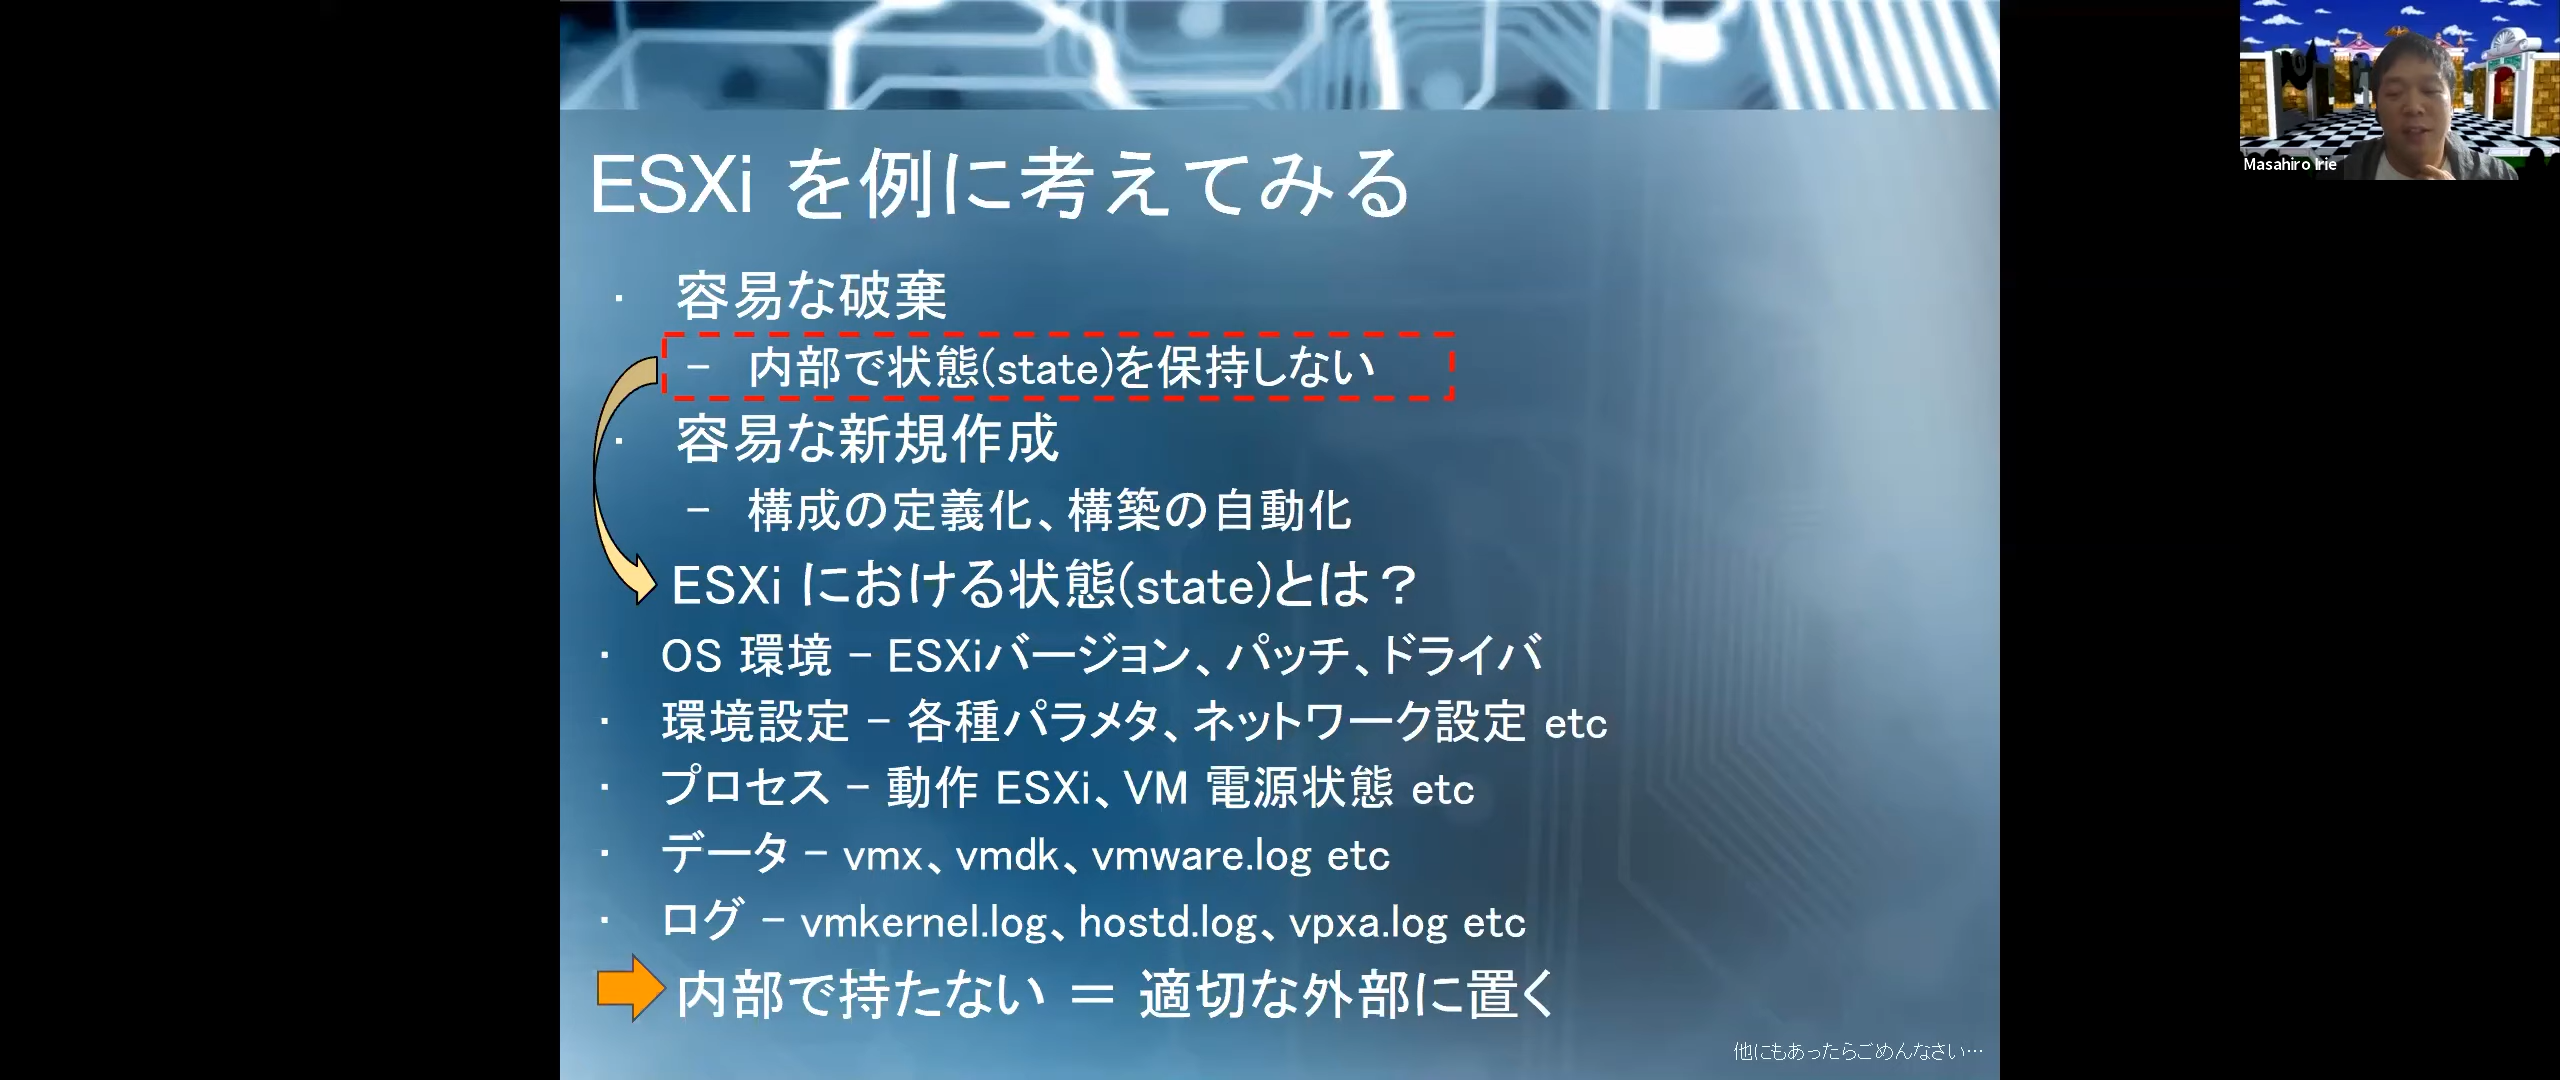 ESXi を例に考えてみる
・ 容易な破棄
– 内部で状態(state)を保持しない
・ 容易な新規作成
– 構成の定義化、構築の自動化
ESXi における状態(state)とは？
・ OS 環境 – ESXiバージョン、パッチ、ドライバ
・ 環境設定 – 各種パラメタ、ネットワーク設定 etc
・ プロセス – 動作 ESXi、VM 電源状態 etc
・ データ – vmx、vmdk、vmware.log etc
・ ログ – vmkernel.log、hostd.log、vpxa.log etc
内部で持たない ＝ 適切な外部に置く
他にもあったらごめんなさい…
Masahiro Irie